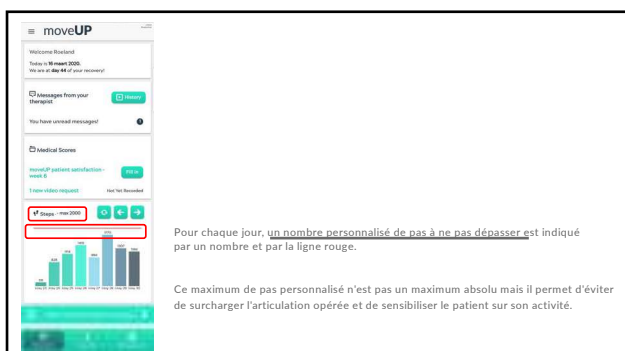 moveUP
Welcome Roeland
Today is 16 maart 2020.
We are at day 44 of your recovery!
Messages from your
therapist
History
You have unread messages!
Medical Scores
moveUP patient satisfaction -
week 6
Fill in
1 new video request
Not Yet Recorded
Steps - max 2000
Pour chaque jour, un nombre personnalisé de pas à ne pas dépasser est indiqué
par un nombre et par la ligne rouge.
Ce maximum de pas personnalisé n'est pas un maximum absolu mais il permet d'éviter
de surcharger l'articulation opérée et de sensibiliser le patient sur son activité.